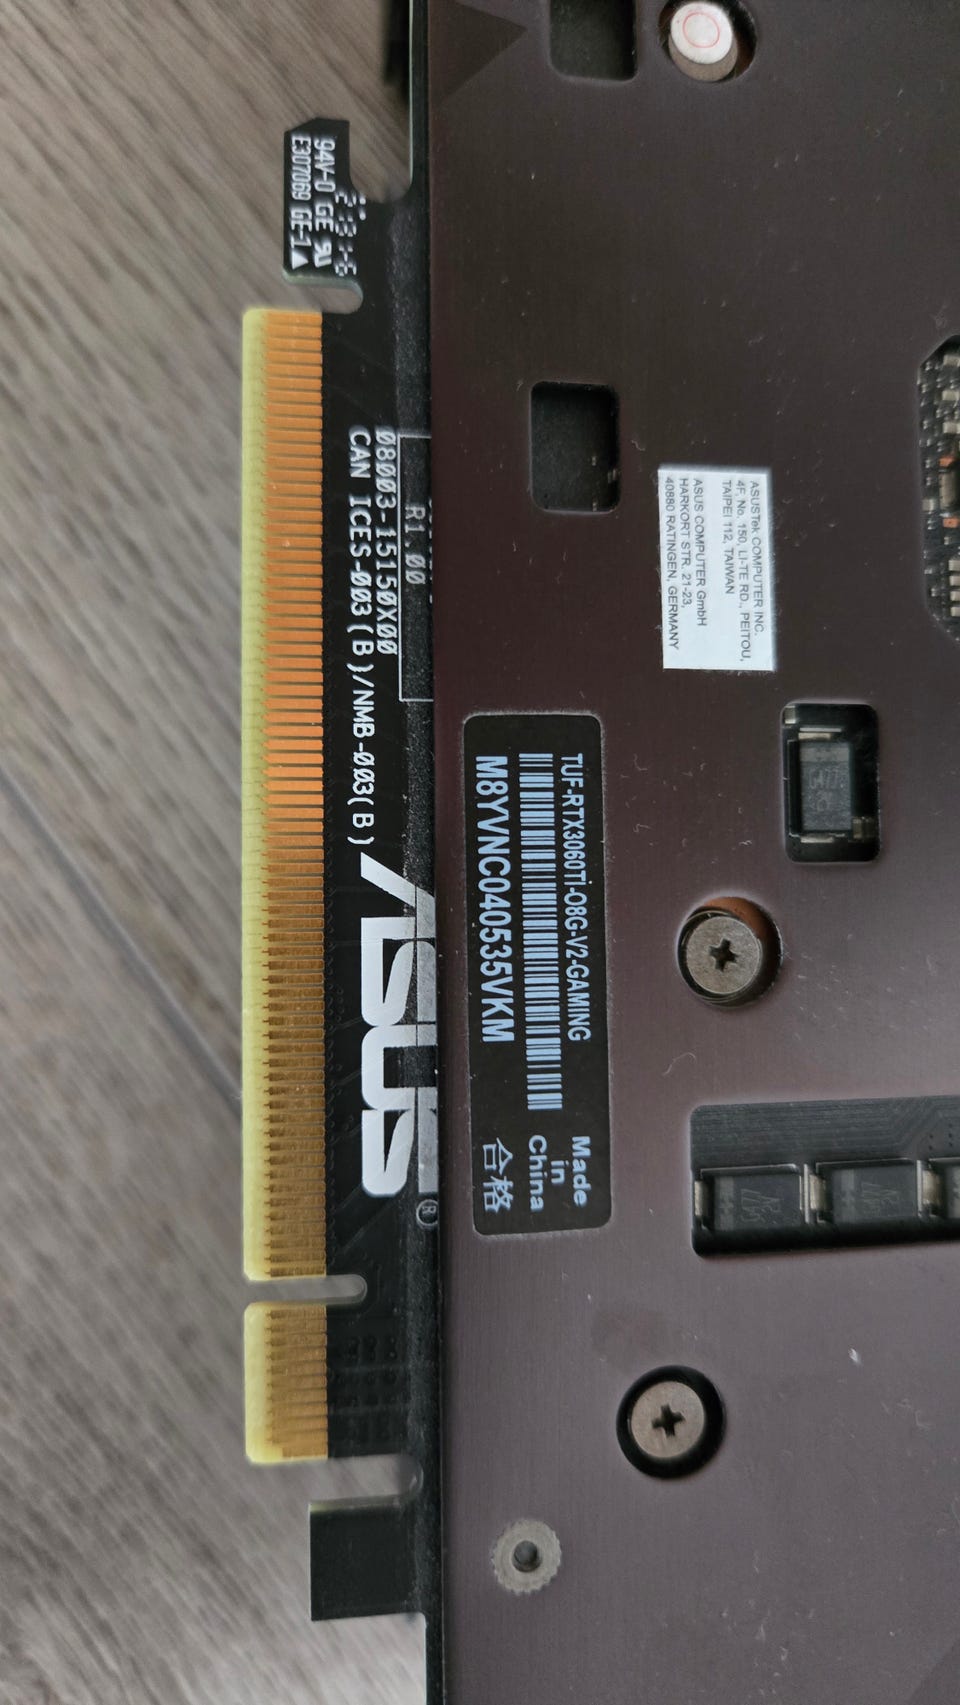 94V-0 GE
E307069 GE-1▲
R1.00
08003-15150X00
CAN ICES-003(B)/NMB-003(B)
ASUS®
ASUSTek COMPUTER INC.
4F, No. 150, LI-TE RD., PEITOU,
TAIPEI 112, TAIWAN
ASUS COMPUTER GmbH
HARKORT STR. 21-23,
40880 RATINGEN, GERMANY
TUF-RTX3060Ti-O8G-V2-GAMING
M8YVNC040535VKM
Made
in
China
合格